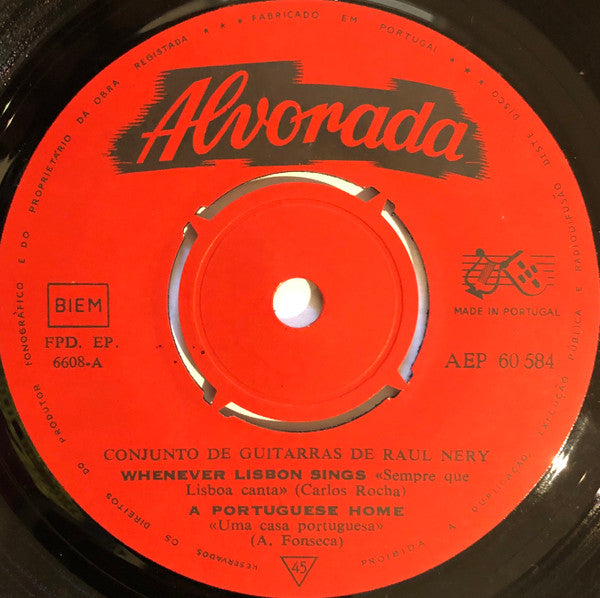 ★ ★ ★ FABRICADO EM PORTUGAL ★ ★ ★
OS DIREITOS DO PRODUTOR FONOGRÁFICO E DO PROPRIETÁRIO DA OBRA REGISTADA
RESERVADOS
PROIBIDA A DUPLICAÇÃO, EXECUÇÃO PÚBLICA E RADIODIFUSÃO DESTE DISCO
Alvorada
BIEM
FPD. EP.
6608-A
MADE IN PORTUGAL
AEP 60 584
CONJUNTO DE GUITARRAS DE RAUL NERY
WHENEVER LISBON SINGS «Sempre que
Lisboa canta» (Carlos Rocha)
A PORTUGUESE HOME
«Uma casa portuguesa»
(A. Fonseca)
45